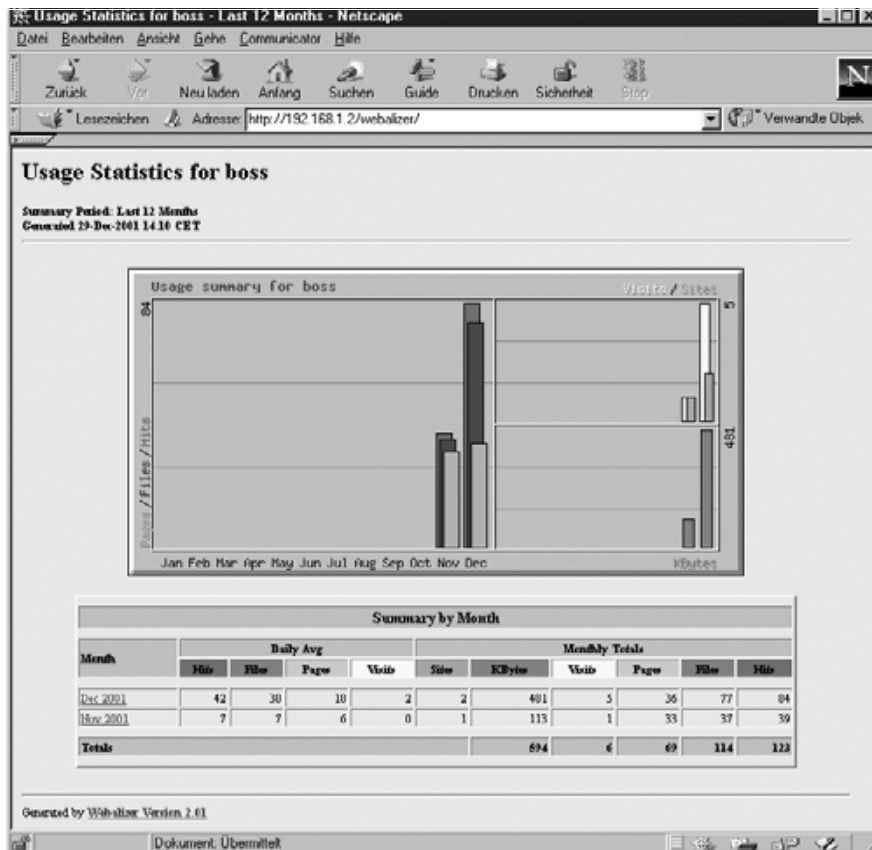 Usage Statistics for boss - Last 12 Months - Netscape
Datei Bearbeiten Ansicht Gehe Communicator Hilfe
Zurück Vor Neu laden Anfang Suchen Guide Drucken Sicherheit Stop
Lesezeichen Adresse: http://192.168.1.2/webalizer/ Verwandte Objek
Usage Statistics for boss
Summary Period: Last 12 Months
Generated 29-Dec-2001 14:10 CET
Usage summary for boss
Visits/Sites
84
5
Pages/Files/Hits
481
Jan Feb Mar Apr May Jun Jul Aug Sep Oct Nov Dec
KBytes
Summary by Month
Month Daily Avg Monthly Totals
Hits Files Pages Visits Sites KBytes Visits Pages Files Hits
Dec 2001 42 38 18 2 2 481 5 36 77 84
Nov 2001 7 7 6 0 1 113 1 33 37 39
Totals 594 6 69 114 123
Generated by Webalizer Version 2.01
Dokument: Übermittelt